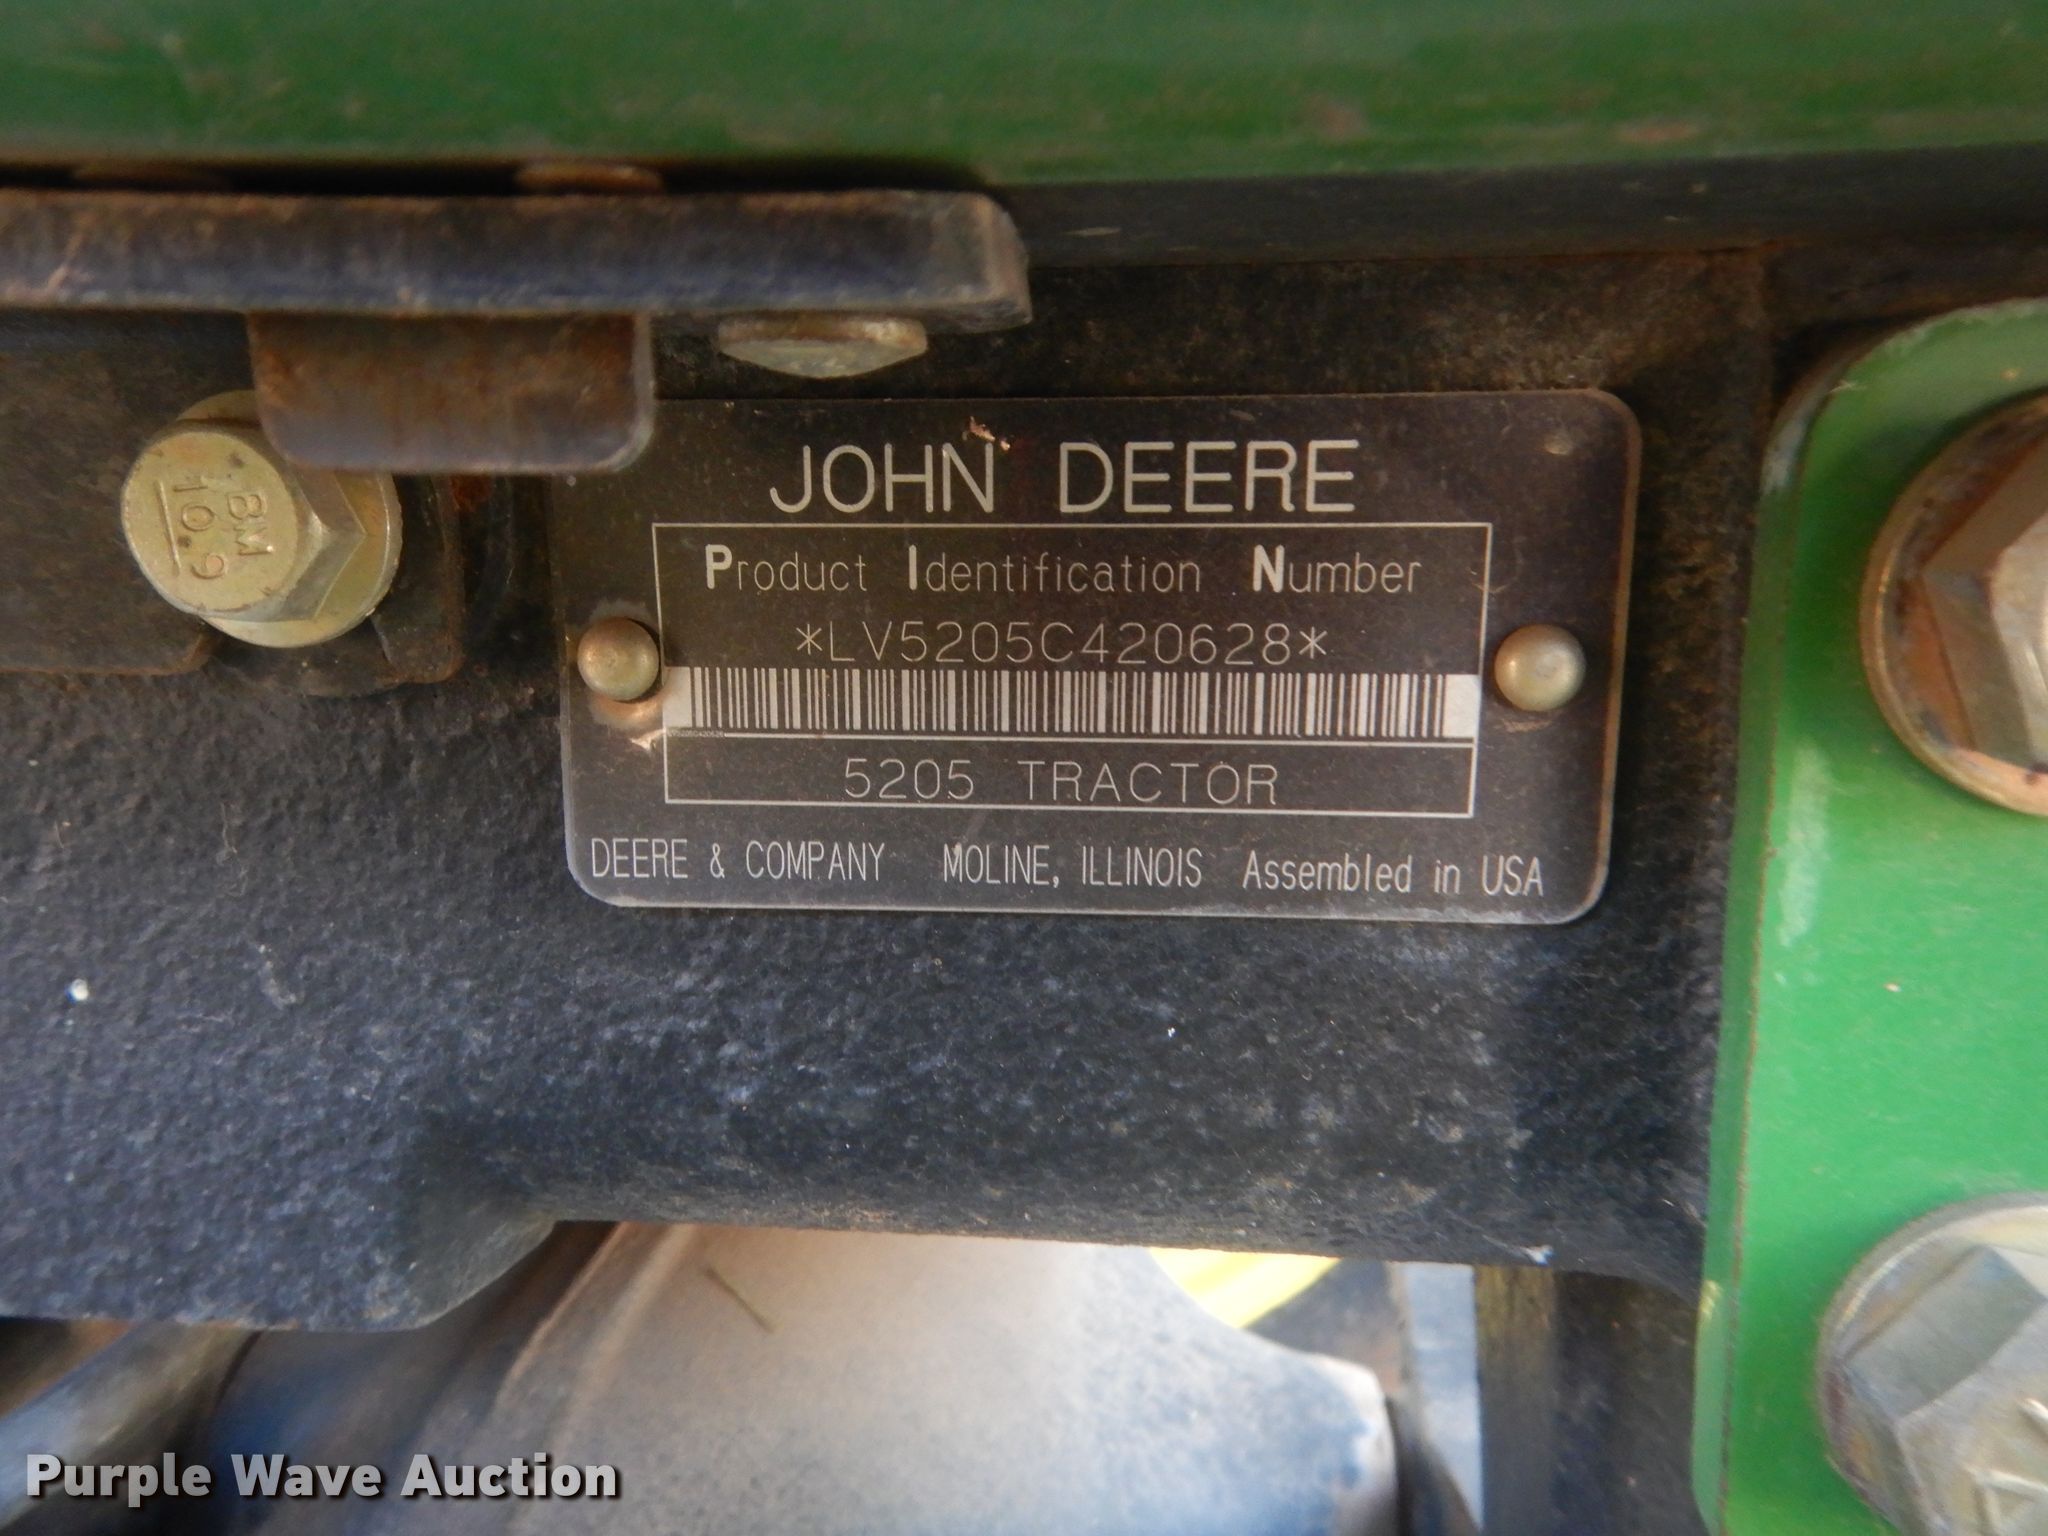 JOHN DEERE
Product Identification Number
*LV5205C420628*
LV5205C420628
5205 TRACTOR
DEERE & COMPANY MOLINE, ILLINOIS Assembled in USA
BM
10.9
Purple Wave Auction